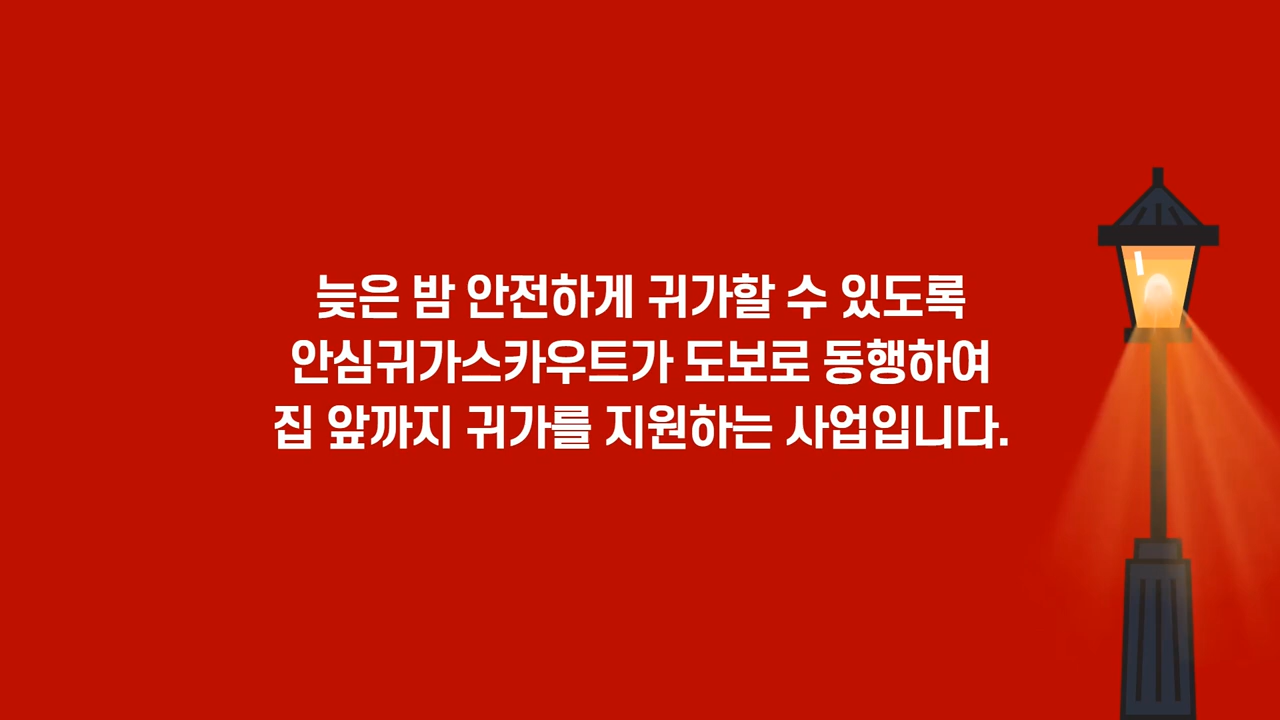 늦은 밤 안전하게 귀가할 수 있도록
안심귀가스카우트가 도보로 동행하여
집 앞까지 귀가를 지원하는 사업입니다.